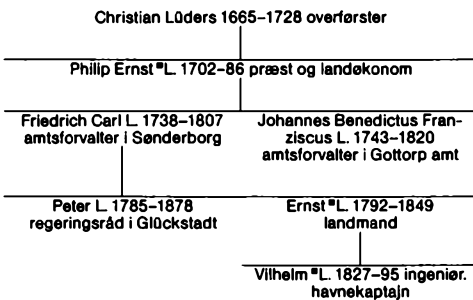 Christian Lüders 1665–1728 overførster
Philip Ernst *L. 1702–86 præst og landøkonom
Friedrich Carl L. 1738–1807
amtsforvalter i Sønderborg
Johannes Benedictus Fran-
ziscus L. 1743–1820
amtsforvalter i Gottorp amt
Peter L. 1785–1878
regeringsråd i Glückstadt
Ernst *L. 1792–1849
landmand
Vilhelm *L. 1827–95 ingeniør.
havnekaptajn